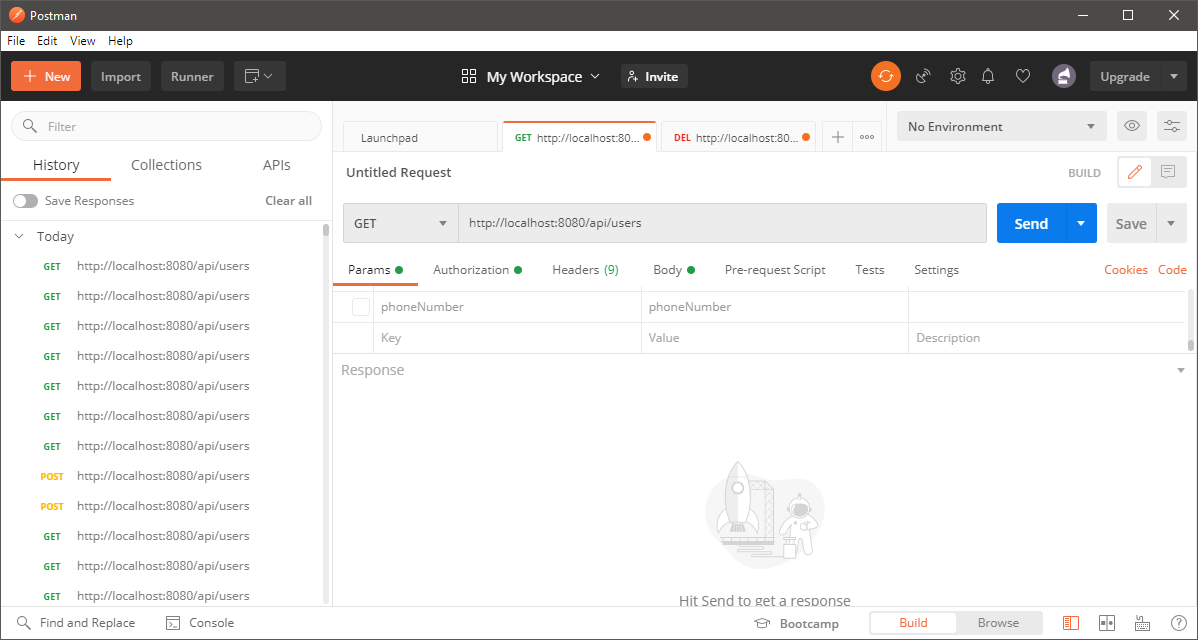 Postman
File Edit View Help
New Import Runner My Workspace Invite Upgrade
Filter
History Collections APIs
Save Responses Clear all
Today
GET http://localhost:8080/api/users
GET http://localhost:8080/api/users
GET http://localhost:8080/api/users
GET http://localhost:8080/api/users
GET http://localhost:8080/api/users
GET http://localhost:8080/api/users
GET http://localhost:8080/api/users
POST http://localhost:8080/api/users
POST http://localhost:8080/api/users
GET http://localhost:8080/api/users
GET http://localhost:8080/api/users
GET http://localhost:8080/api/users
Launchpad GET http://localhost:80... DEL http://localhost:80... No Environment
Untitled Request BUILD
GET http://localhost:8080/api/users Send Save
Params Authorization Headers (9) Body Pre-request Script Tests Settings Cookies Code
phoneNumber phoneNumber
Key Value Description
Response
Hit Send to get a response
Find and Replace Console Bootcamp Build Browse